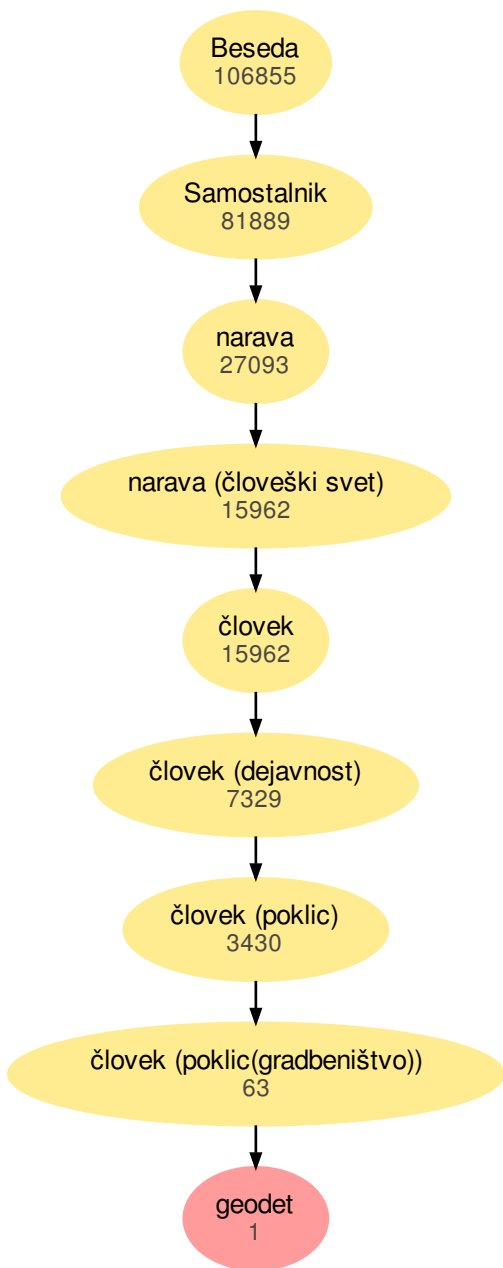 Beseda
106855
Samostalnik
81889
narava
27093
narava (človeški svet)
15962
človek
15962
človek (dejavnost)
7329
človek (poklic)
3430
človek (poklic(gradbeništvo))
63
geodet
1